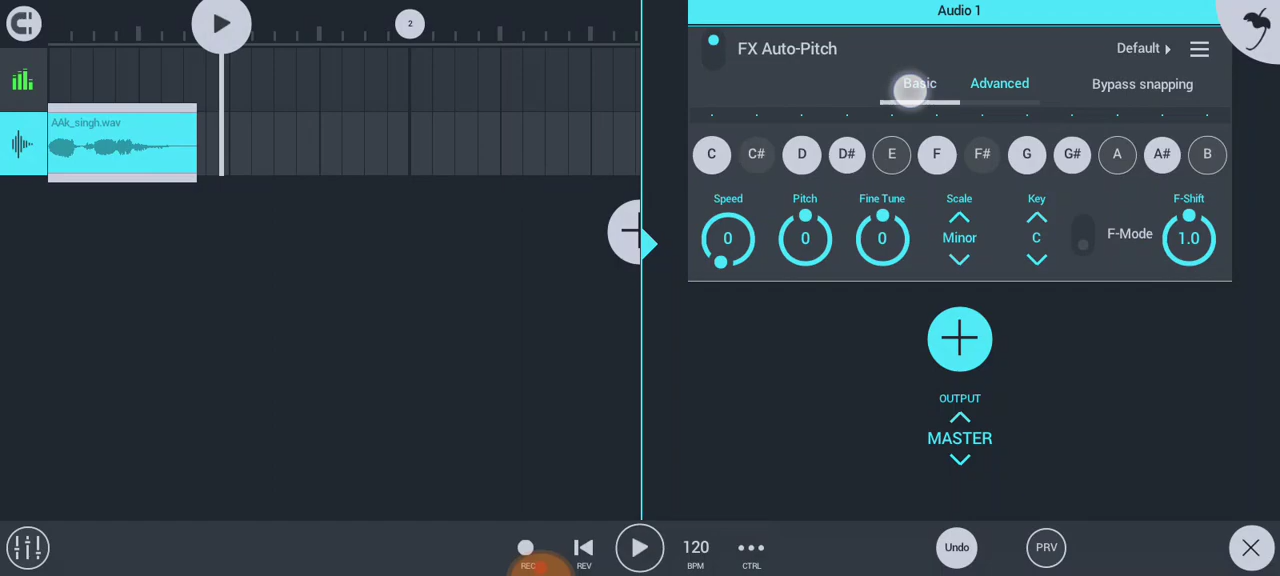 Audio 1
2
FX Auto-Pitch
Default
Basic
Advanced
Bypass snapping
AAk_singh.wav
C C# D D# E F F# G G# A A# B
Speed Pitch Fine Tune Scale Key F-Shift
0 0 0 Minor C F-Mode 1.0
OUTPUT
MASTER
120
Undo
PRV
REC
REV
BPM
CTRL